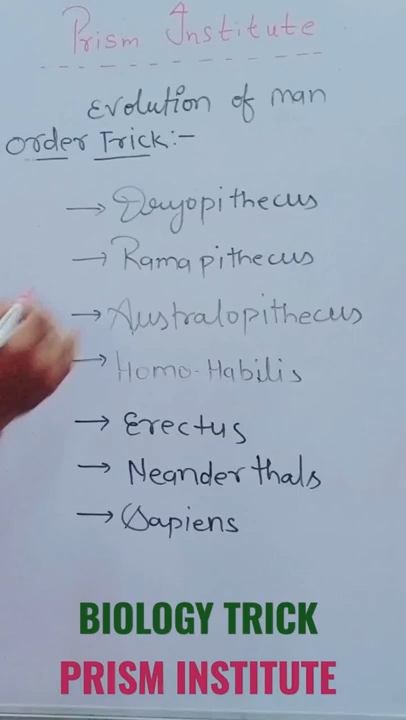 Prism Institute
Evolution of man
order Trick:-
→ Dryopithecus
→ Ramapithecus
→ Australopithecus
→ Homo-Habilis
→ Erectus
→ Neanderthals
→ Sapiens
BIOLOGY TRICK
PRISM INSTITUTE